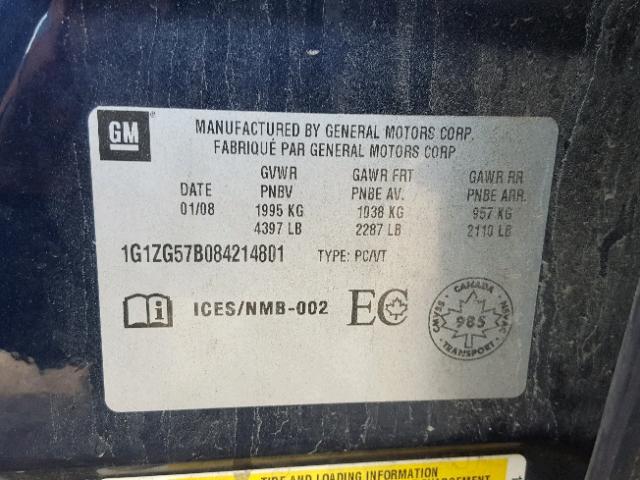 GM
MANUFACTURED BY GENERAL MOTORS CORP.
FABRIQUÉ PAR GENERAL MOTORS CORP
DATE
01/08
GVWR
PNBV
1995 KG
4397 LB
GAWR FRT
PNBE AV.
1038 KG
2287 LB
GAWR RR
PNBE ARR.
957 KG
2110 LB
1G1ZG57B084214801 TYPE: PC/VT
i ICES/NMB-002 EC
CANADA
CMVSS 985 NSVAC
TRANSPORT
TIRE AND LOADING INFORMATION